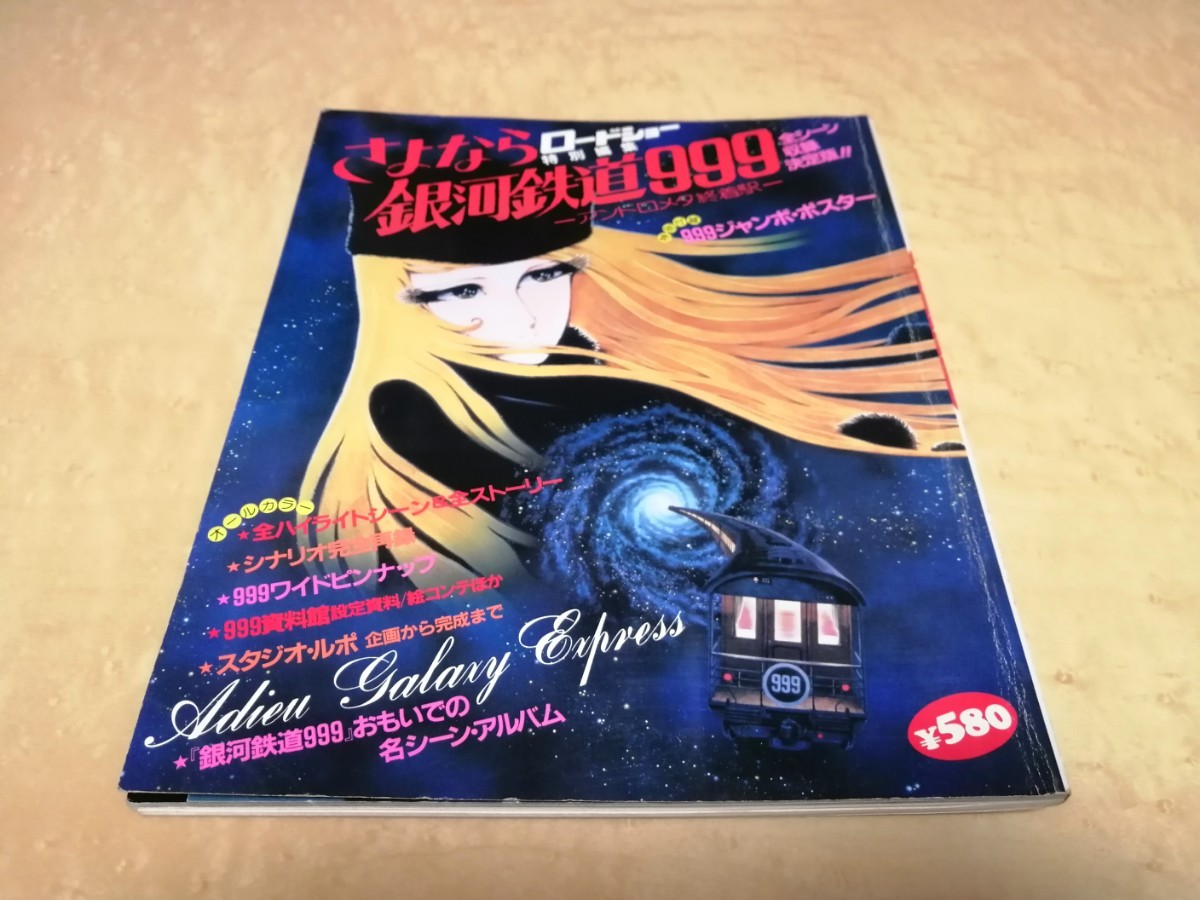 ロードショー
特別編集
さよなら
銀河鉄道999
—アンドロメダ終着駅—
全シーン
収録
決定版!!
999ジャンボ・ポスター
オールカラー
★全ハイライトシーン&全ストーリー
★シナリオ完全再録
★999ワイドピンナップ
★999資料館 設定資料/絵コンテほか
★スタジオ・ルポ 企画から完成まで
Adieu Galaxy Express
★『銀河鉄道999』おもいでの
名シーン・アルバム
999
¥580